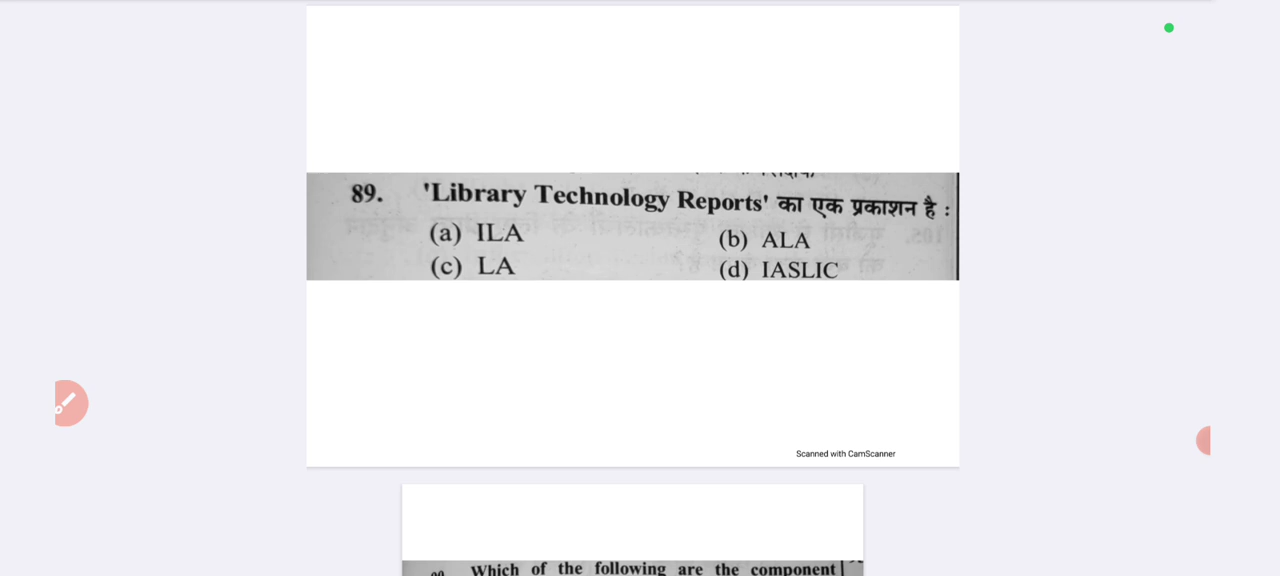 89. 'Library Technology Reports' का एक प्रकाशन है :
(a) ILA (b) ALA
(c) LA (d) IASLIC
Scanned with CamScanner
Which of the following are the component